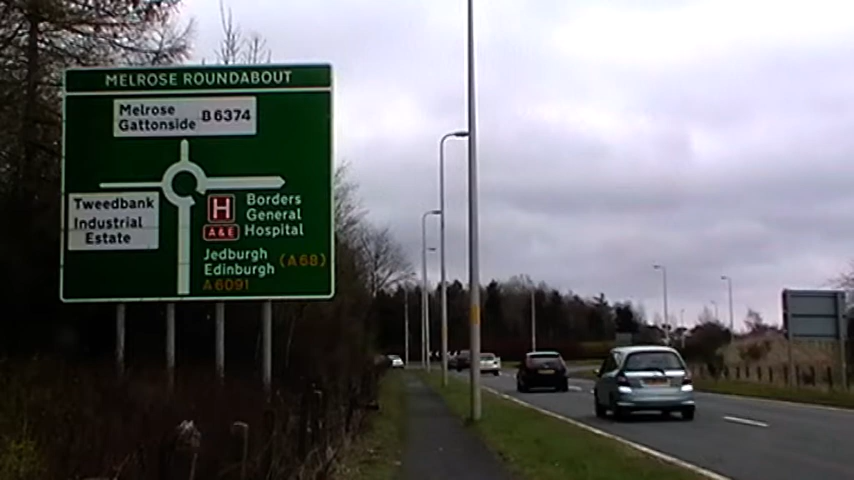 MELROSE ROUNDABOUT
Melrose
Gattonside
B6374
Tweedbank
Industrial
Estate
H
A & E
Borders
General
Hospital
Jedburgh
Edinburgh
(A68)
A6091